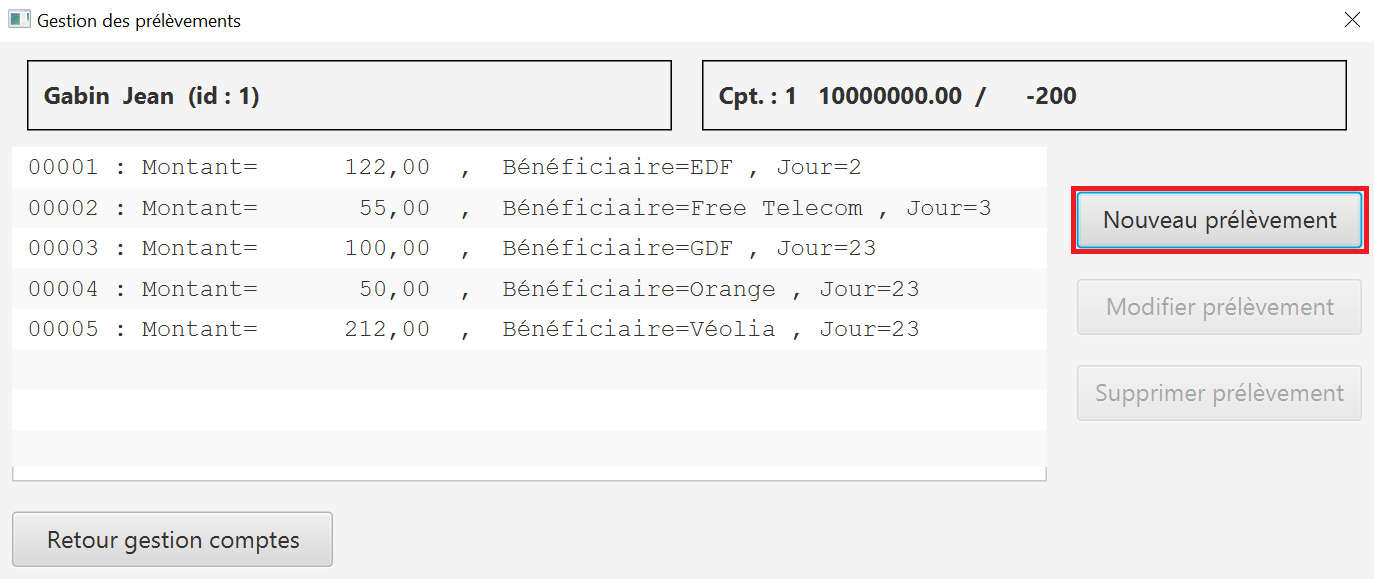 Gestion des prélèvements
Gabin Jean (id : 1)
Cpt. : 1 10000000.00 / -200
00001 : Montant= 122,00 , Bénéficiaire=EDF , Jour=2
00002 : Montant= 55,00 , Bénéficiaire=Free Telecom , Jour=3
00003 : Montant= 100,00 , Bénéficiaire=GDF , Jour=23
00004 : Montant= 50,00 , Bénéficiaire=Orange , Jour=23
00005 : Montant= 212,00 , Bénéficiaire=Véolia , Jour=23
Nouveau prélèvement
Modifier prélèvement
Supprimer prélèvement
Retour gestion comptes